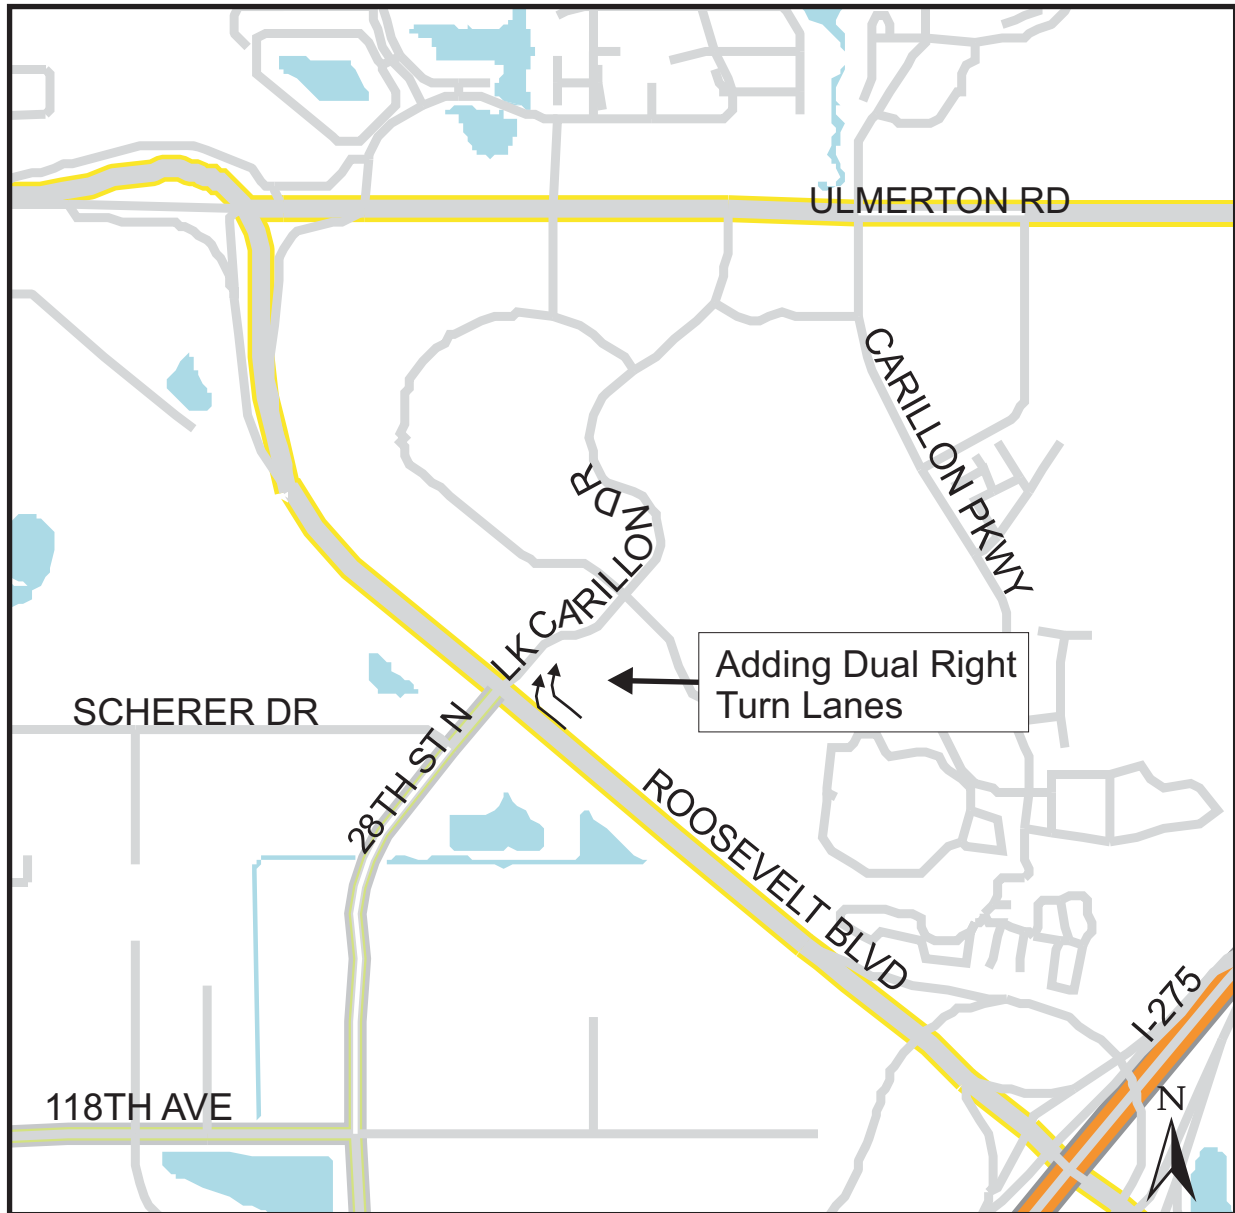 ULMERTON RD
CARILLON PKWY
LK CARILLON DR
Adding Dual Right
Turn Lanes
SCHERER DR
28TH ST N
ROOSEVELT BLVD
I-275
118TH AVE
N